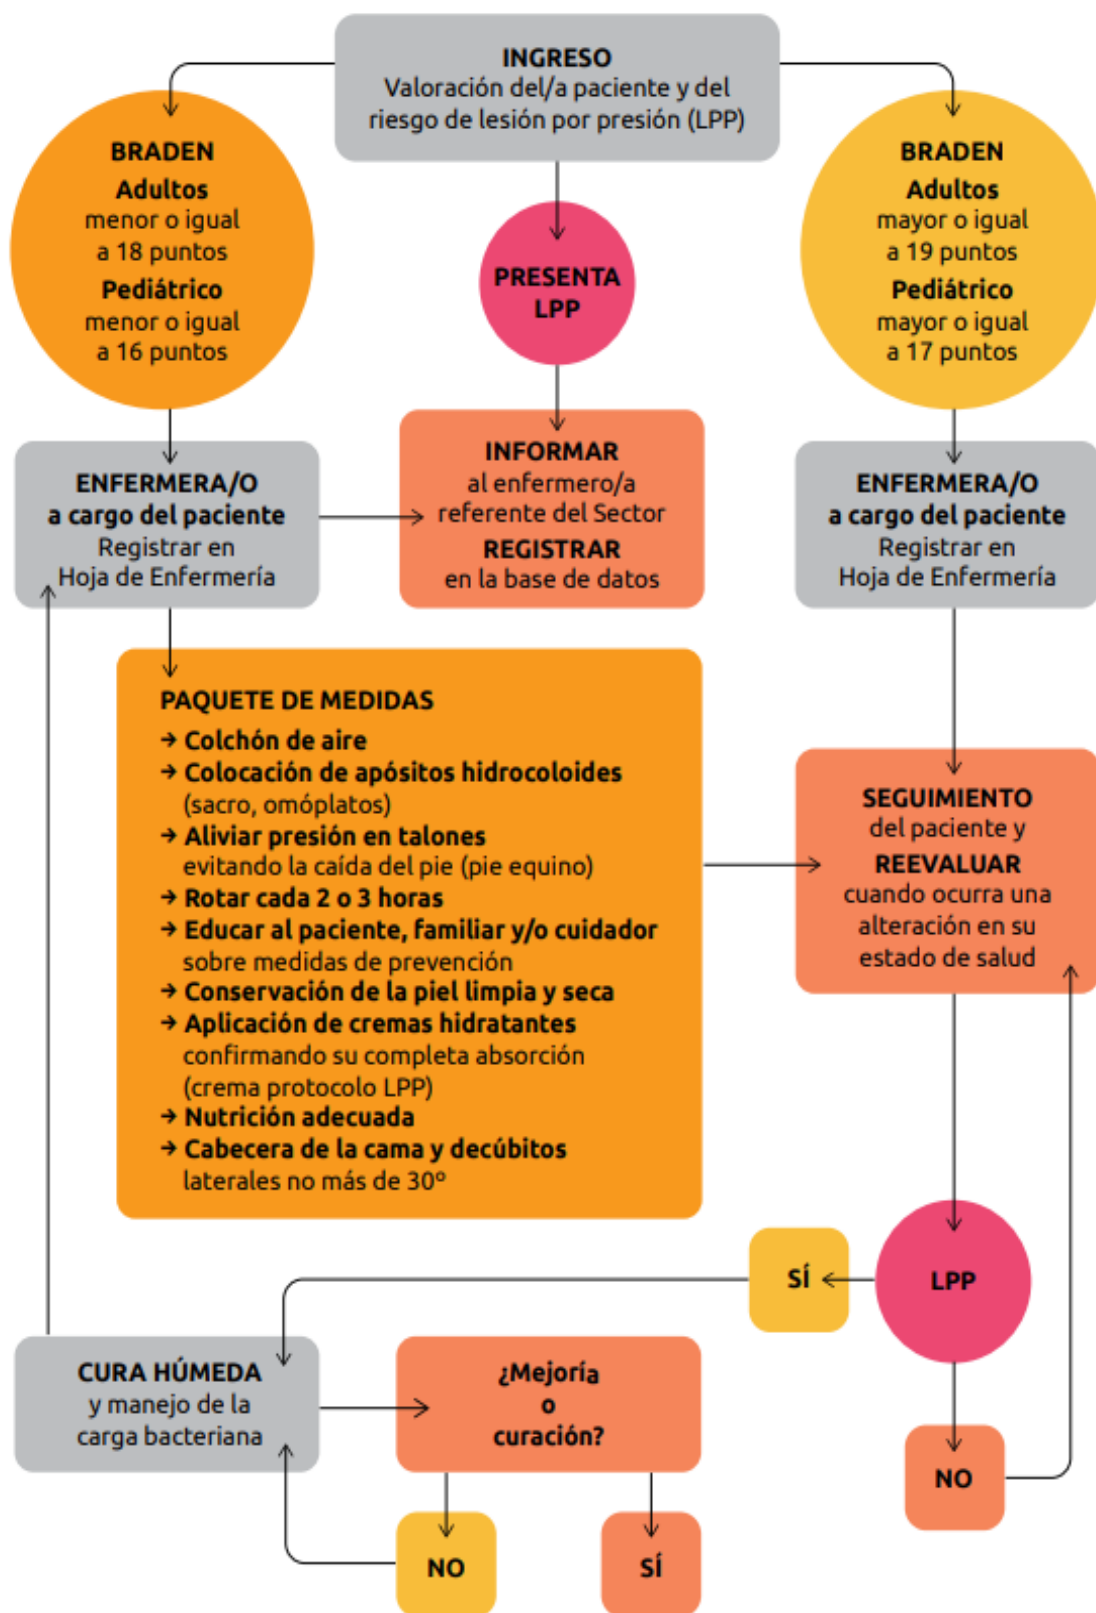 INGRESO
Valoración del/a paciente y del
riesgo de lesión por presión (LPP)
BRADEN
Adultos
menor o igual
a 18 puntos
Pediátrico
menor o igual
a 16 puntos
PRESENTA
LPP
BRADEN
Adultos
mayor o igual
a 19 puntos
Pediátrico
mayor o igual
a 17 puntos
ENFERMERA/O
a cargo del paciente
Registrar en
Hoja de Enfermería
INFORMAR
al enfermero/a
referente del Sector
REGISTRAR
en la base de datos
ENFERMERA/O
a cargo del paciente
Registrar en
Hoja de Enfermería
PAQUETE DE MEDIDAS
→ Colchón de aire
→ Colocación de apósitos hidrocoloides
(sacro, omóplatos)
→ Aliviar presión en talones
evitando la caída del pie (pie equino)
→ Rotar cada 2 o 3 horas
→ Educar al paciente, familiar y/o cuidador
sobre medidas de prevención
→ Conservación de la piel limpia y seca
→ Aplicación de cremas hidratantes
confirmando su completa absorción
(crema protocolo LPP)
→ Nutrición adecuada
→ Cabecera de la cama y decúbitos
laterales no más de 30º
SEGUIMIENTO
del paciente y
REEVALUAR
cuando ocurra una
alteración en su
estado de salud
SÍ
LPP
CURA HÚMEDA
y manejo de la
carga bacteriana
¿Mejoría
o
curación?
NO
NO
SÍ